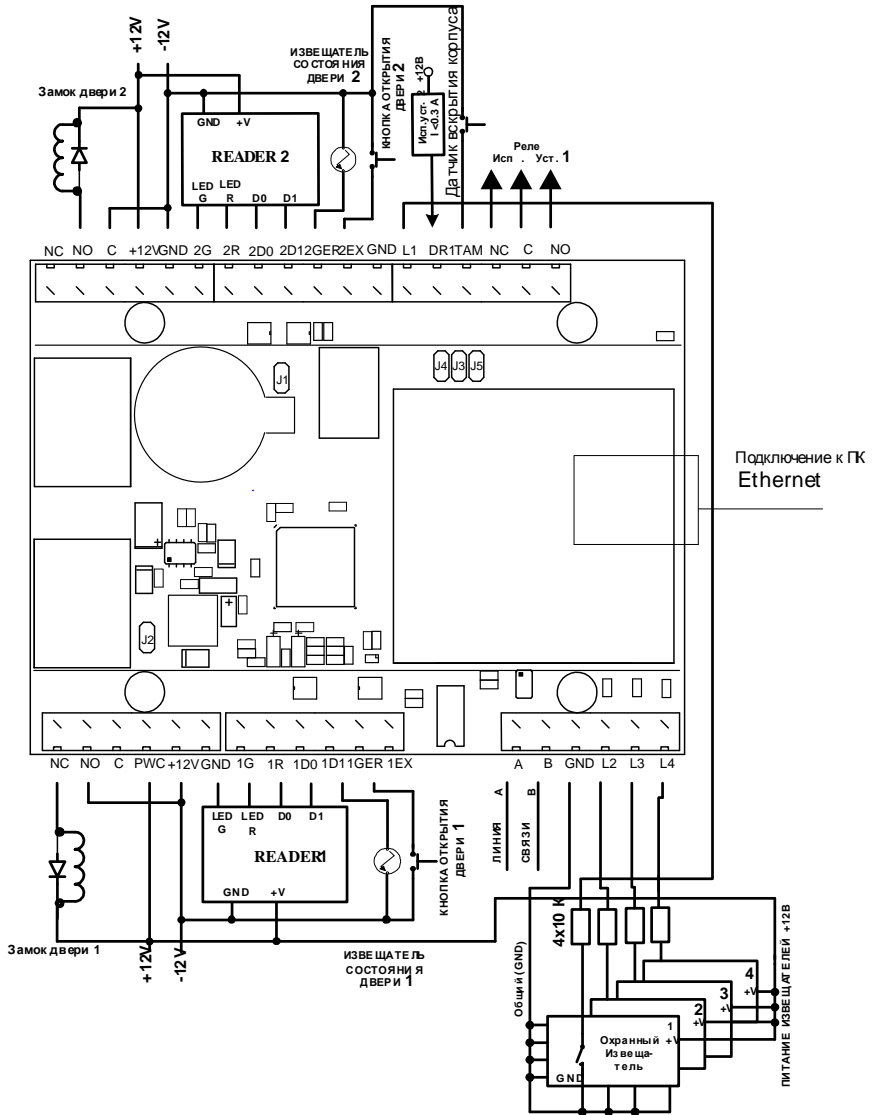 +12V
-12V
Замок двери 2
ИЗВЕЩАТЕЛЬ
СОСТОЯНИЯ
ДВЕРИ 2
КНОПКА ОТКРЫТИЯ
ДВЕРИ 2
+12В
Исп.уст- 2
I <0.3 А
Датчик вскрытия корпуса
Реле
Исп . Уст. 1
GND +V
READER 2
LED LED
G R D0 D1
NC NO C +12V GND 2G 2R 2D0 2D1 2GER 2EX GND L1 DR1 TAM NC C NO
J1
J4 J3 J5
Подключение к ПК
Ethernet
J2
NC NO C PWC +12V GND 1G 1R 1D0 1D1 1GER 1EX A B GND L2 L3 L4
ЛИНИЯ А
СВЯЗИ В
LED LED D0 D1
G R
READER1
GND +V
КНОПКА ОТКРЫТИЯ
ДВЕРИ 1
Замок двери 1
+12V
-12V
ИЗВЕЩАТЕЛЬ
СОСТОЯНИЯ
ДВЕРИ 1
4x10 K
Общий (GND)
4
+V
3
+V
2
+V
1
Охранный +V
Извеща-
тель
GND
ПИТАНИЕ ИЗВЕЩАТЕЛЕЙ +12В